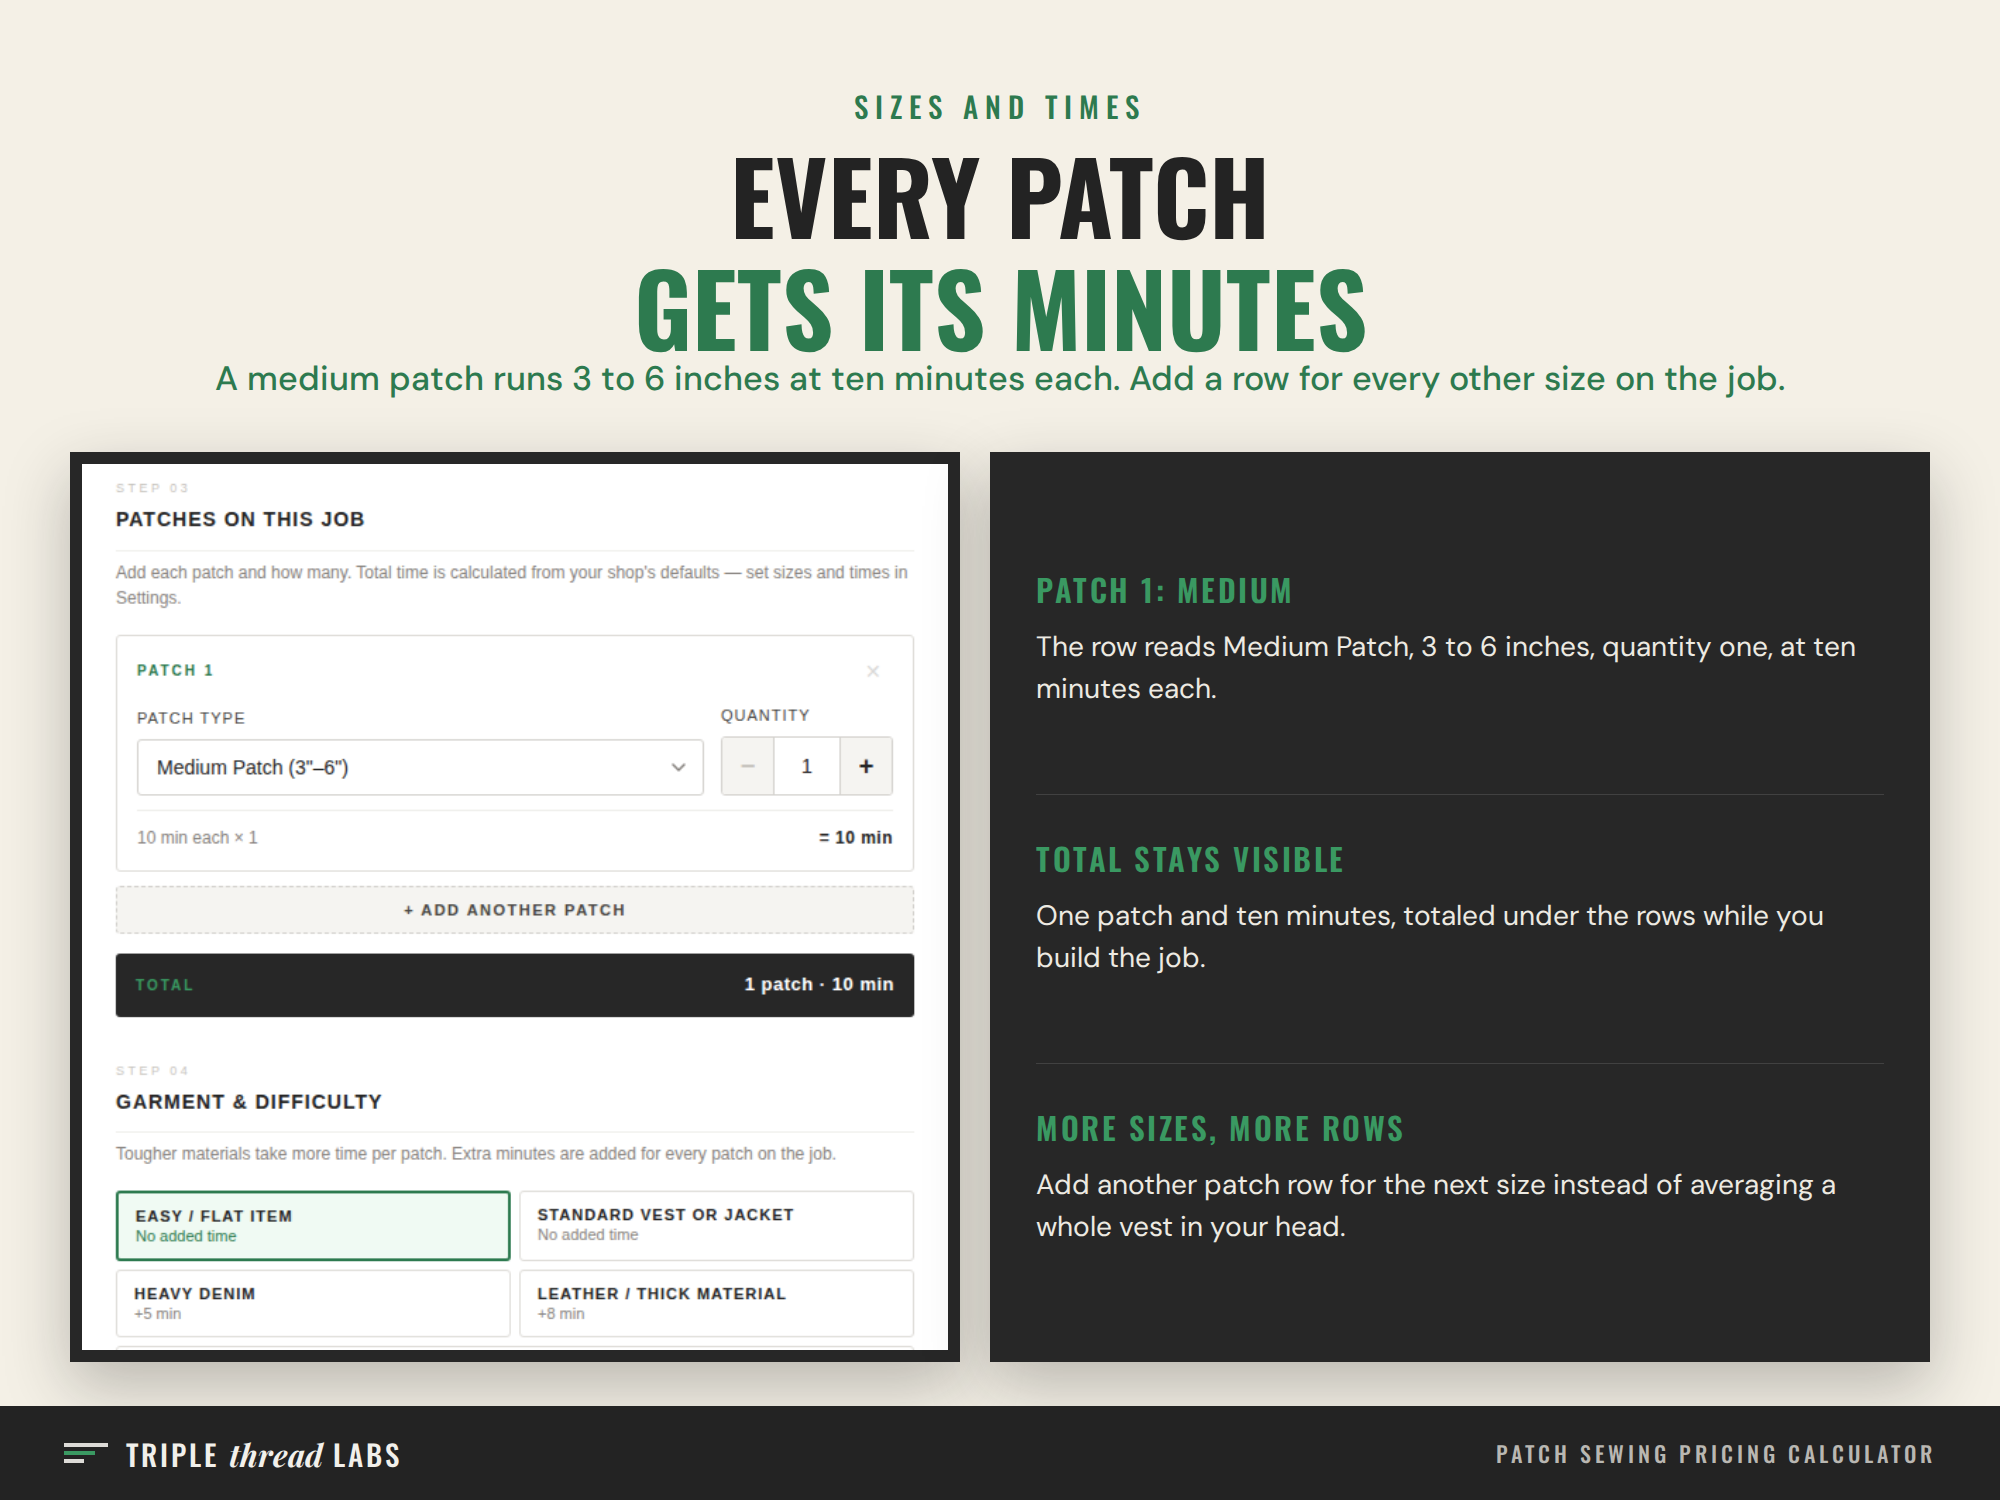 SIZES AND TIMES
EVERY PATCH
GETS ITS MINUTES
A medium patch runs 3 to 6 inches at ten minutes each. Add a row for every other size on the job.
STEP 03
PATCHES ON THIS JOB
Add each patch and how many. Total time is calculated from your shop's defaults — set sizes and times in
Settings.
PATCH 1
×
PATCH TYPE
QUANTITY
Medium Patch (3"–6")
− 1 +
10 min each × 1
= 10 min
+ ADD ANOTHER PATCH
TOTAL
1 patch · 10 min
STEP 04
GARMENT & DIFFICULTY
Tougher materials take more time per patch. Extra minutes are added for every patch on the job.
EASY / FLAT ITEM
No added time
STANDARD VEST OR JACKET
No added time
HEAVY DENIM
+5 min
LEATHER / THICK MATERIAL
+8 min
PATCH 1: MEDIUM
The row reads Medium Patch, 3 to 6 inches, quantity one, at ten
minutes each.
TOTAL STAYS VISIBLE
One patch and ten minutes, totaled under the rows while you
build the job.
MORE SIZES, MORE ROWS
Add another patch row for the next size instead of averaging a
whole vest in your head.
TRIPLE thread LABS
PATCH SEWING PRICING CALCULATOR